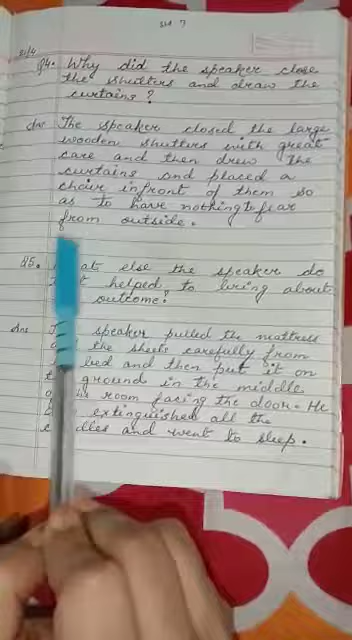 Q4. Why did the speaker close
the shutters and draw the
curtains?
Ans The speaker closed the large
wooden shutters with great
care and then drew the
curtains and placed a
chair infront of them so
as to have nothing to fear
from outside.
Q5. at else the speaker do
helped to bring about
outcome?
Ans speaker pulled the mattress
the sheets carefully from
bed and then put it on
ground in the middle
the room facing the door. He
extinguished all the
and went to sleep.